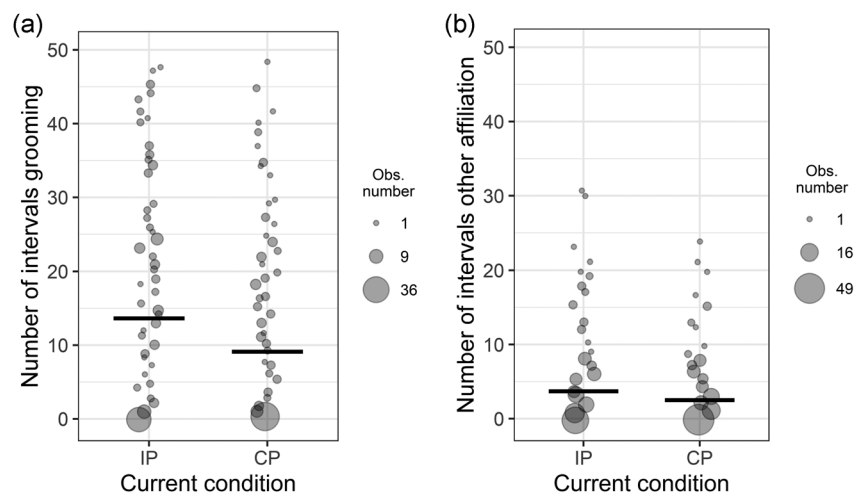 (a)
Number of intervals grooming
50
40
30
20
10
0
IP CP
Current condition
Obs.
number
1
9
36
(b)
Number of intervals other affiliation
50
40
30
20
10
0
IP CP
Current condition
Obs.
number
1
16
49